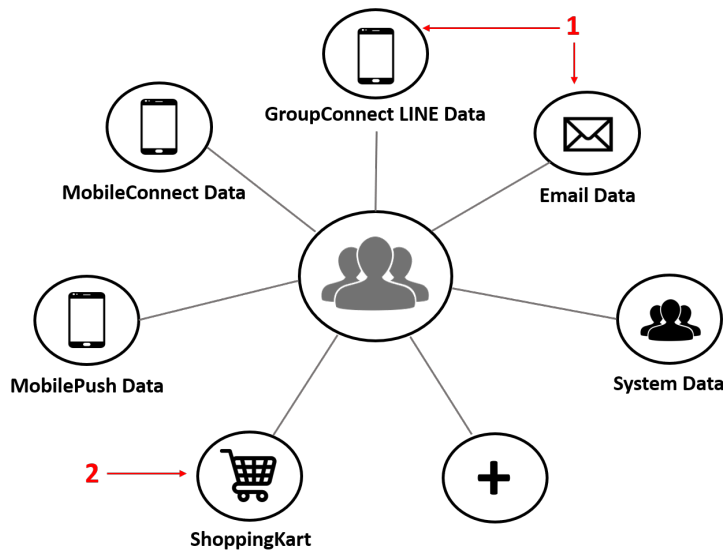 1
GroupConnect LINE Data
MobileConnect Data
Email Data
MobilePush Data
System Data
2
ShoppingKart